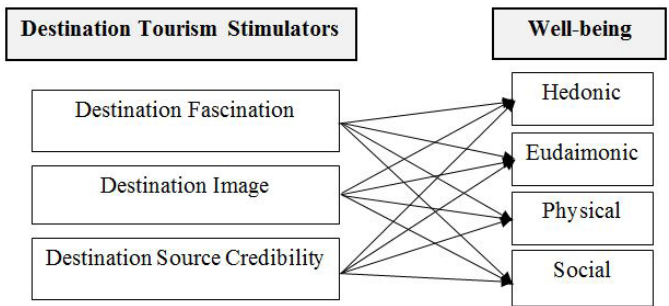 Destination Tourism Stimulators
Well-being
Destination Fascination
Destination Image
Destination Source Credibility
Hedonic
Eudaimonic
Physical
Social